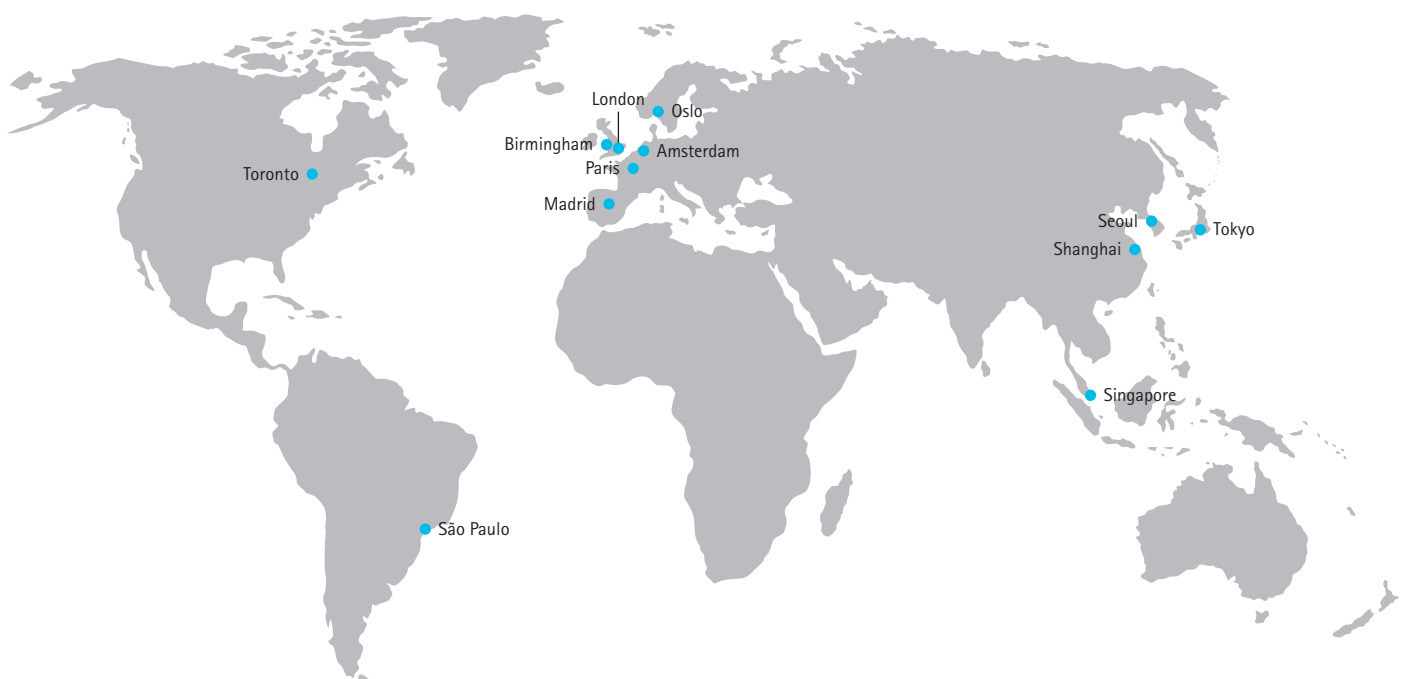 London
Oslo
Birmingham
Amsterdam
Paris
Toronto
Madrid
Seoul
Tokyo
Shanghai
Singapore
São Paulo